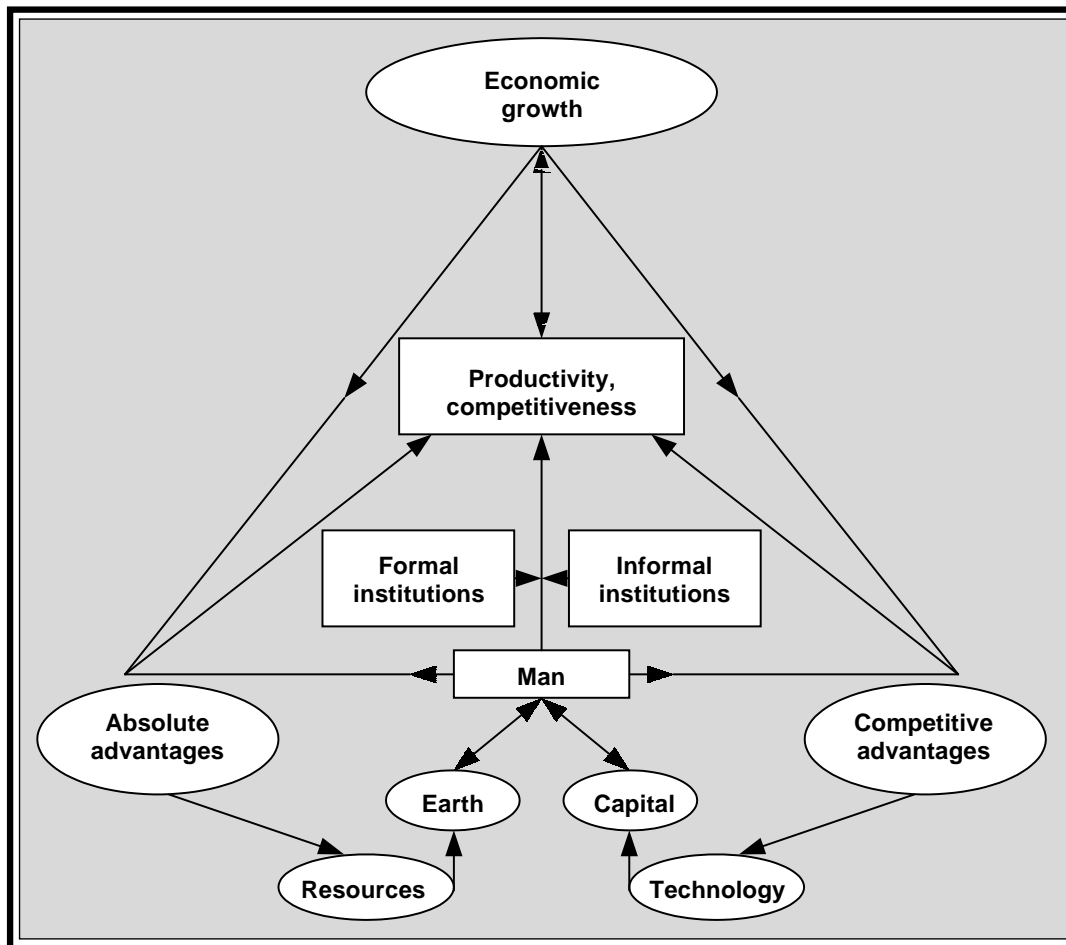 Economic
growth
Productivity,
competitiveness
Formal
institutions
Informal
institutions
Man
Absolute
advantages
Competitive
advantages
Earth
Capital
Resources
Technology